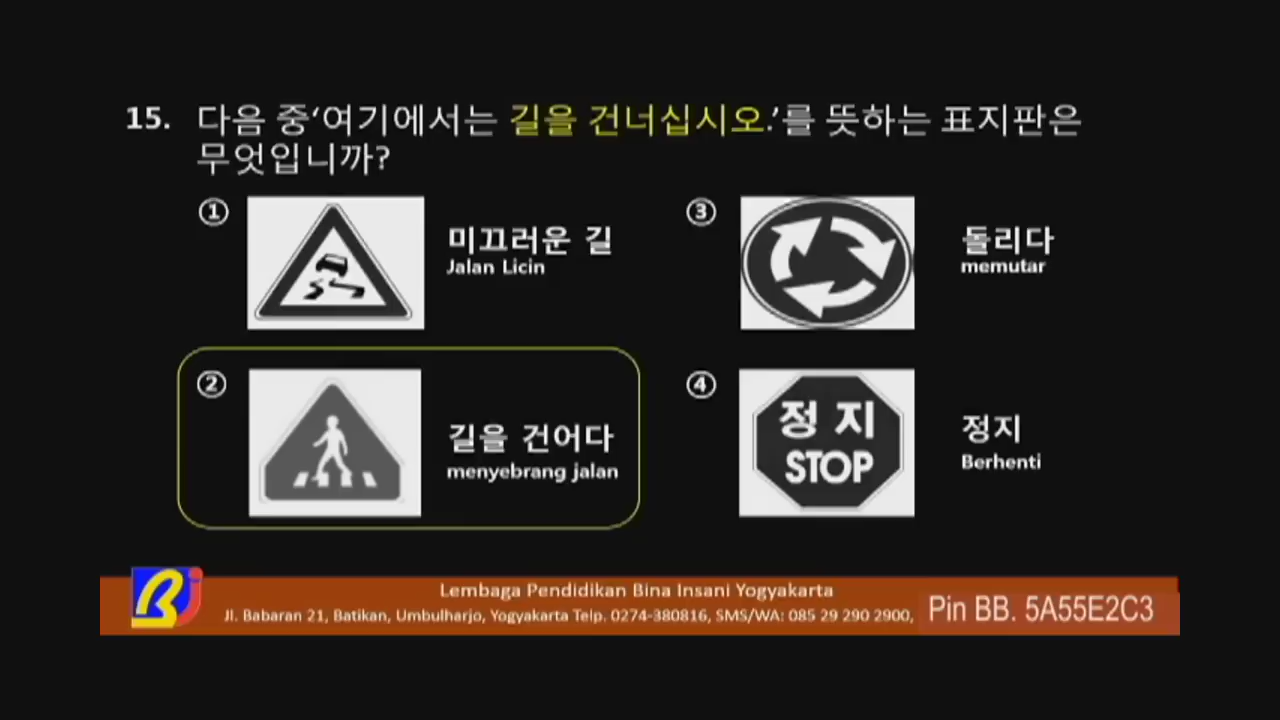 15. 다음 중‘여기에서는 길을 건너십시오.’를 뜻하는 표지판은
무엇입니까?
①
미끄러운 길
Jalan Licin
②
길을 건어다
menyebrang jalan
③
돌리다
memutar
④
정 지
STOP
정지
Berhenti
Lembaga Pendidikan Bina Insani Yogyakarta
Jl. Babaran 21, Batikan, Umbulharjo, Yogyakarta Telp. 0274-380816, SMS/WA: 085 29 290 2900,
Pin BB. 5A55E2C3